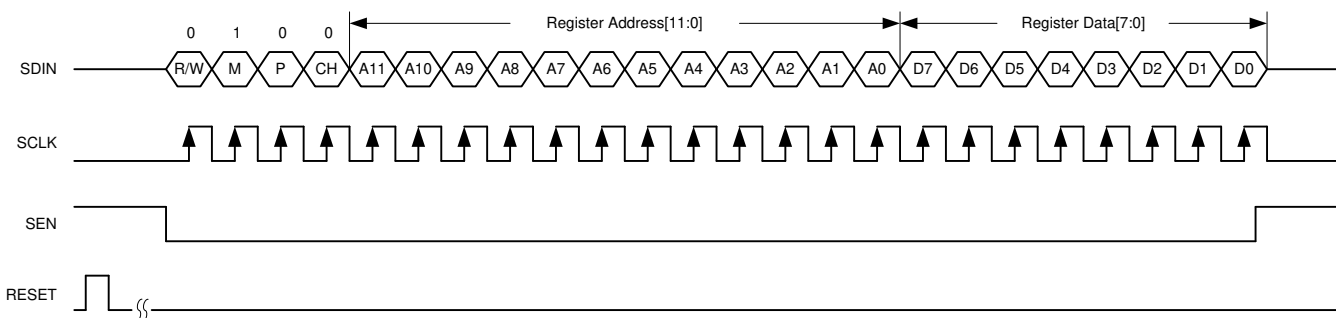 Register Address[11:0] Register Data[7:0]
0 1 0 0
SDIN R/W M P CH A11 A10 A9 A8 A7 A6 A5 A4 A3 A2 A1 A0 D7 D6 D5 D4 D3 D2 D1 D0
SCLK
SEN
RESET